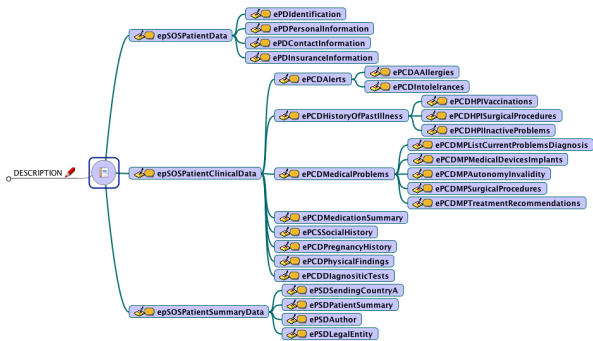 DESCRIPTION
epSOSPatientData
ePDIdentification
ePDPersonalInformation
ePDContactInformation
ePDInsuranceInformation
epSOSPatientClinicalData
ePCDAlerts
ePCDAAllergies
ePCDIntolelrances
ePCDHistoryOfPastIllness
ePCDHPIVaccinations
ePCDHPISurgicalProcedures
ePCDHPIInactiveProblems
ePCDMedicalProblems
ePCDMPListCurrentProblemsDiagnosis
ePCDMPMedicalDevicesImplants
ePCDMPAutonomyInvalidity
ePCDMPSurgicalProcedures
ePCDMPTreatmentRecommendations
ePCDMedicationSummary
ePCSSocialHistory
ePCDPregnancyHistory
ePCDPhysicalFindings
ePCDDIagnositicTests
epSOSPatientSummaryData
ePSDSendingCountryA
ePSDPatientSummary
ePSDAuthor
ePSDLegalEntity